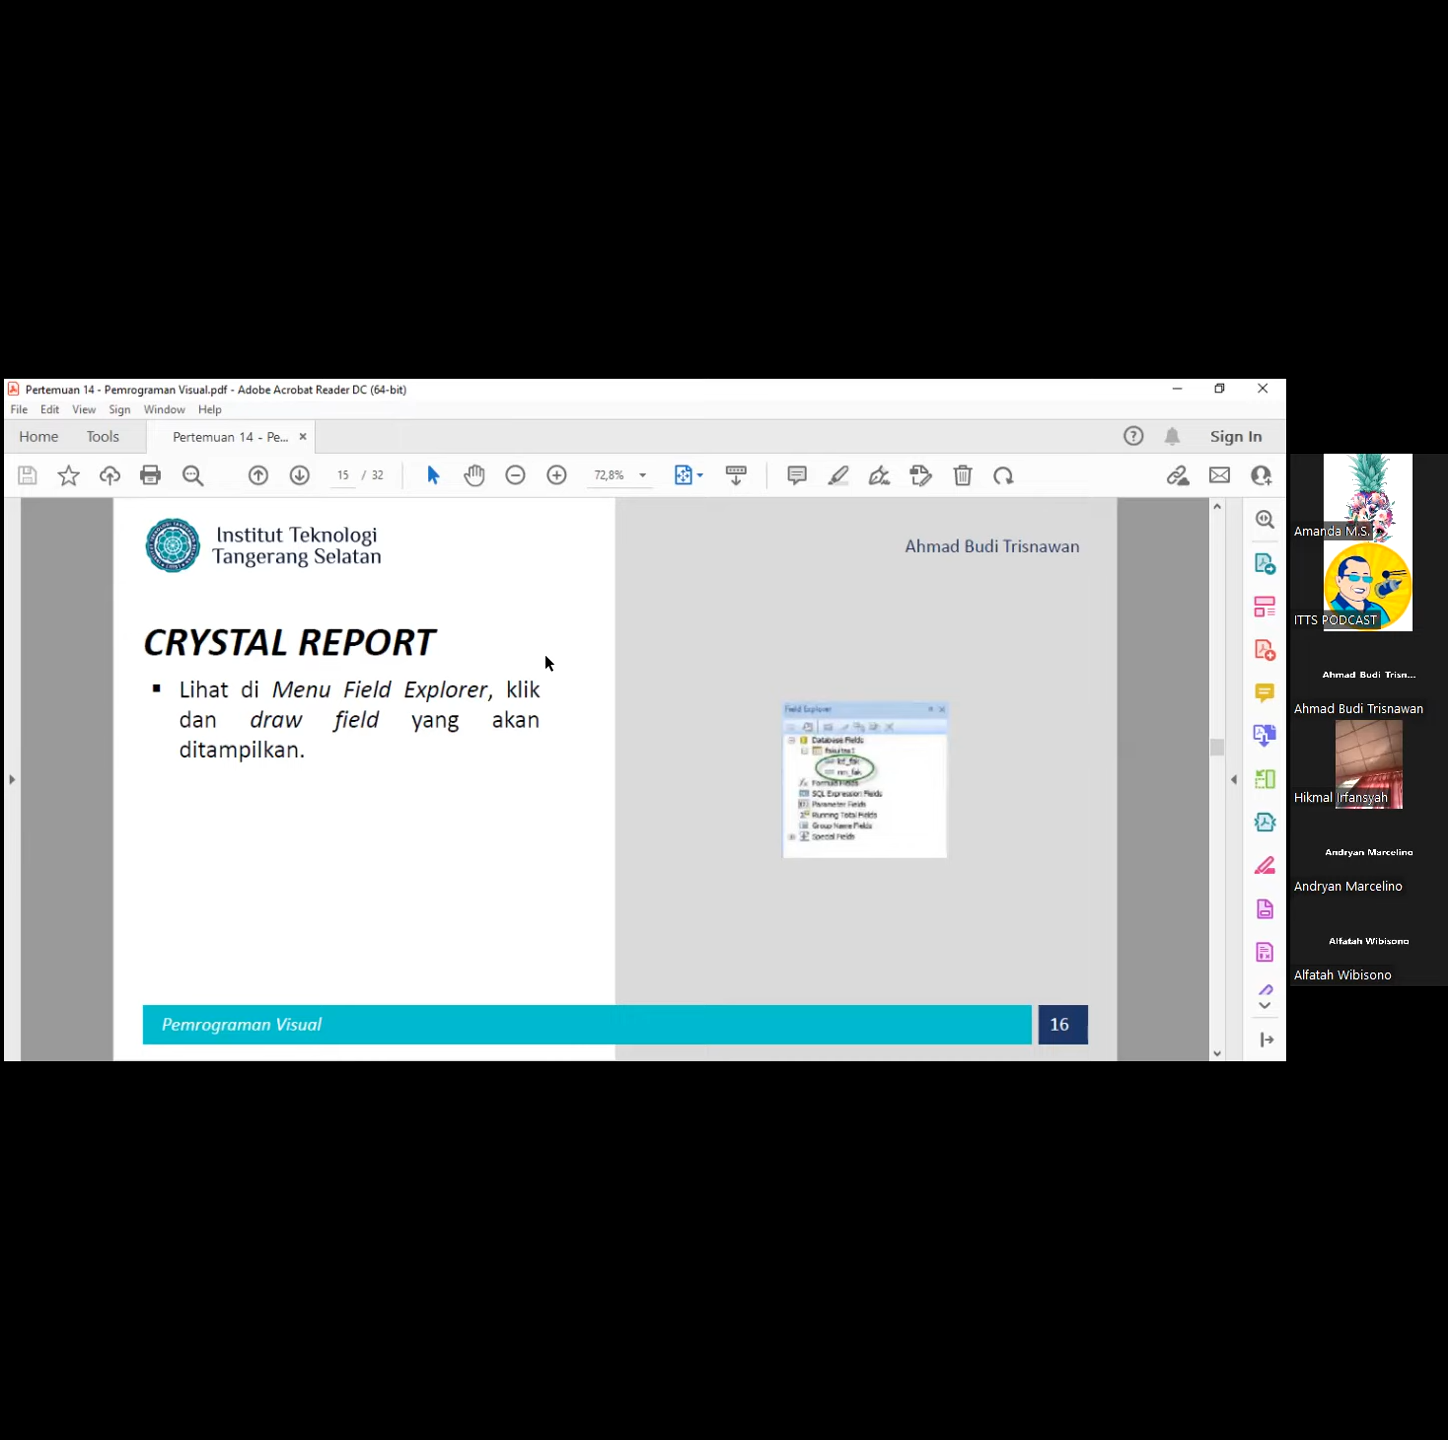 Pertemuan 14 - Pemrograman Visual.pdf - Adobe Acrobat Reader DC (64-bit)
File Edit View Sign Window Help
Home Tools Pertemuan 14 - Pe... × Sign In
15 / 32 72,8%
Institut Teknologi
Tangerang Selatan
Ahmad Budi Trisnawan
CRYSTAL REPORT
▪ Lihat di Menu Field Explorer, klik
dan draw field yang akan
ditampilkan.
Field Explorer
Database Fields
kd_fak
nm_fak
Formula Fields
SQL Expression Fields
Parameter Fields
Running Total Fields
Group Name Fields
Special Fields
Pemrograman Visual
16
Amanda M.S.
ITTS PODCAST
Ahmad Budi Trisn...
Ahmad Budi Trisnawan
Hikmal Irfansyah
Andryan Marcelino
Andryan Marcelino
Alfatah Wibisono
Alfatah Wibisono